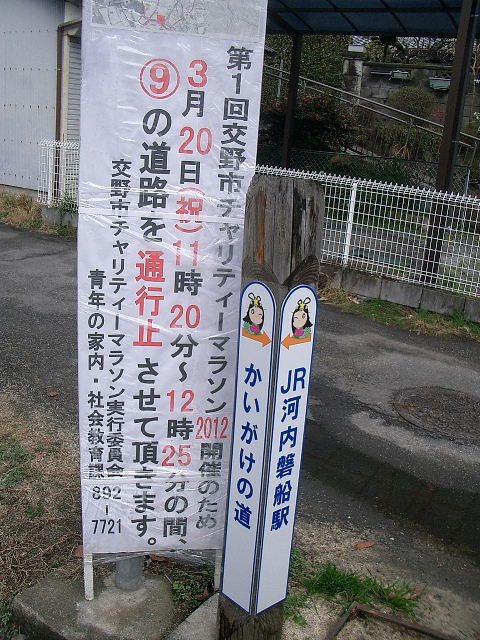 第1回交野市チャリティーマラソン2012開催のため
3月20日(祝)11時20分～12時25分の間、
⑨の道路を通行止させて頂きます。
交野市チャリティーマラソン実行委員会
青年の家内・社会教育課 892-7721
かいがけの道
JR河内磐船駅